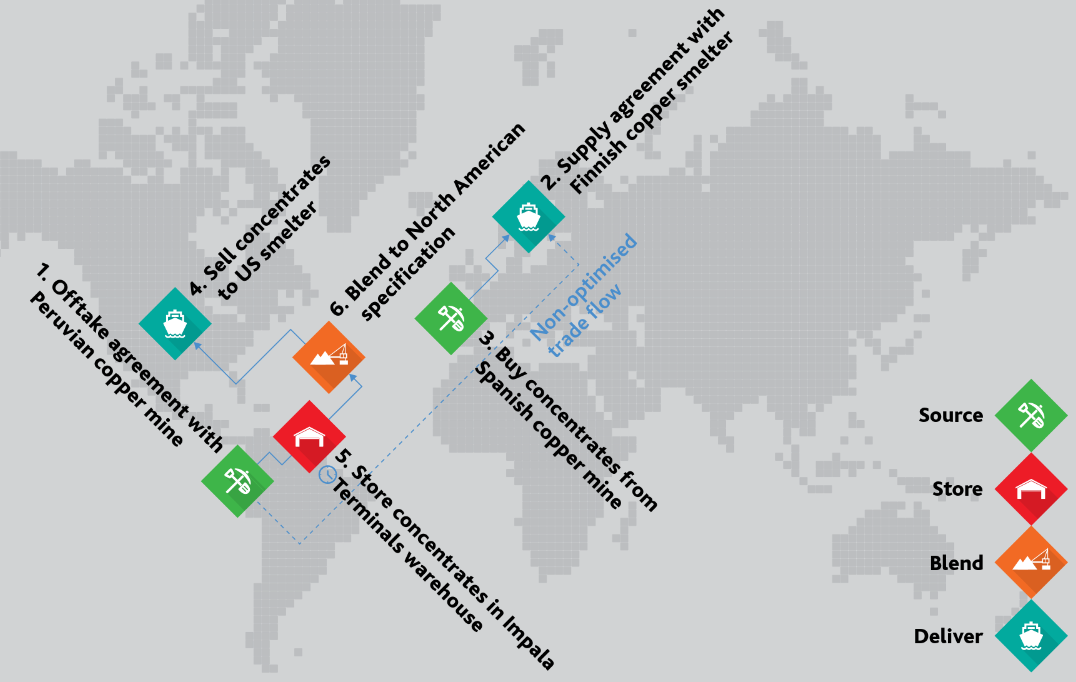 1. Offtake agreement with
Peruvian copper mine
2. Supply agreement with
Finnish copper smelter
3. Buy concentrates from
Spanish copper mine
4. Sell concentrates
to US smelter
5. Store concentrates in Impala
Terminals warehouse
6. Blend to North American
specification
Non-optimised
trade flow
Source
Store
Blend
Deliver